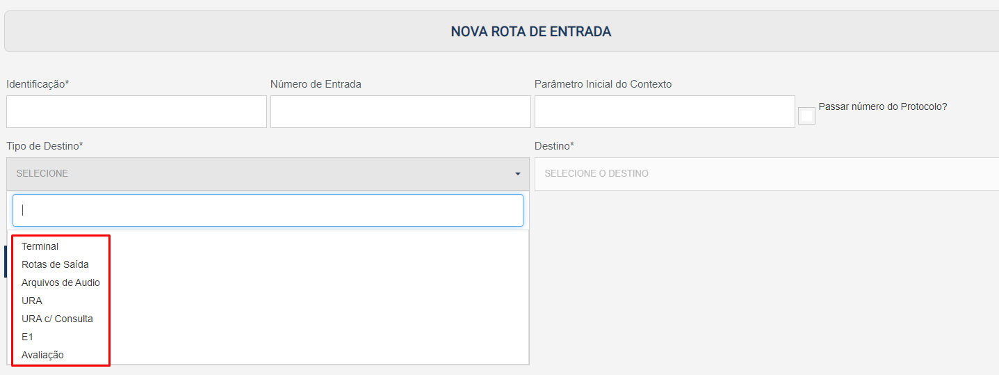 NOVA ROTA DE ENTRADA
Identificação*
Número de Entrada
Parâmetro Inicial do Contexto
Passar número do Protocolo?
Tipo de Destino*
Destino*
SELECIONE
SELECIONE O DESTINO
Terminal
Rotas de Saída
Arquivos de Audio
URA
URA c/ Consulta
E1
Avaliação